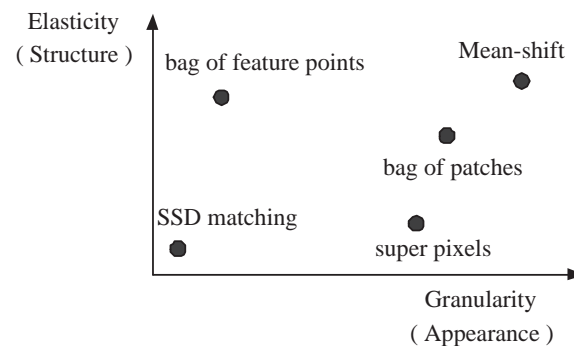 Elasticity
( Structure )
Mean-shift
bag of feature points
bag of patches
SSD matching
super pixels
Granularity
( Appearance )